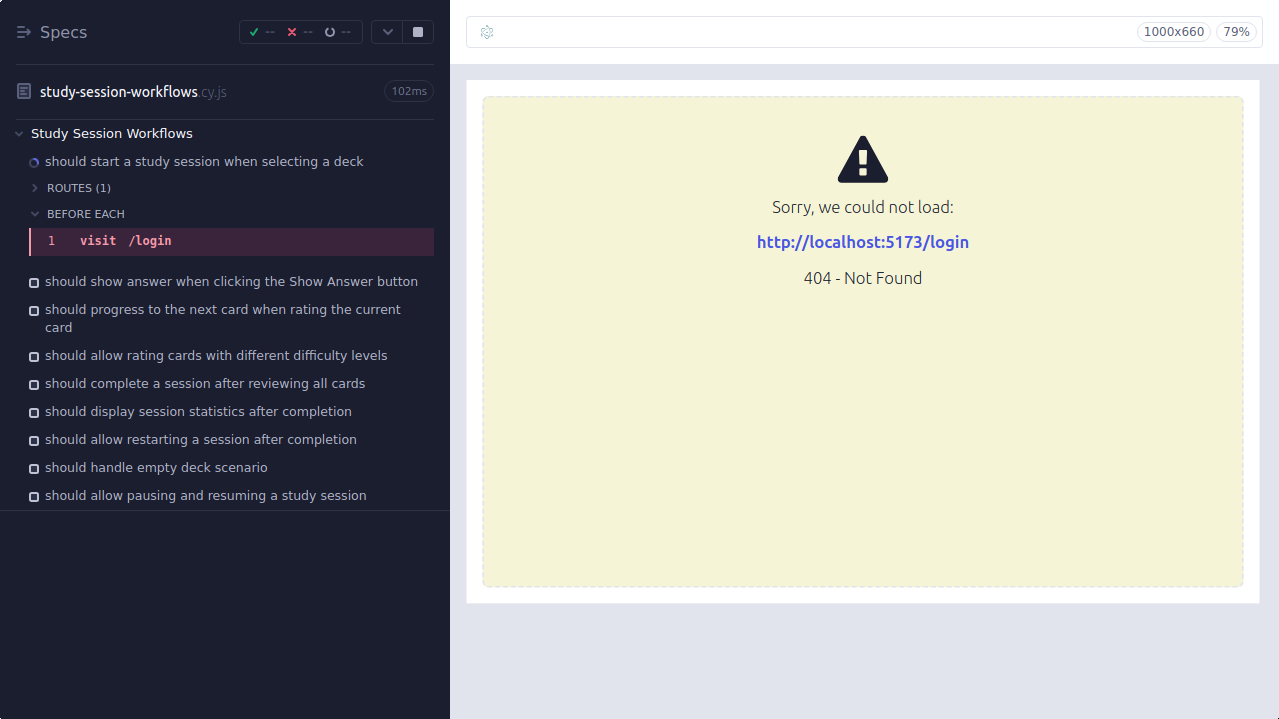 Specs
-- -- --
study-session-workflows.cy.js
102ms
Study Session Workflows
should start a study session when selecting a deck
ROUTES (1)
BEFORE EACH
1 visit /login
should show answer when clicking the Show Answer button
should progress to the next card when rating the current
card
should allow rating cards with different difficulty levels
should complete a session after reviewing all cards
should display session statistics after completion
should allow restarting a session after completion
should handle empty deck scenario
should allow pausing and resuming a study session
1000x660
79%
Sorry, we could not load:
http://localhost:5173/login
404 - Not Found